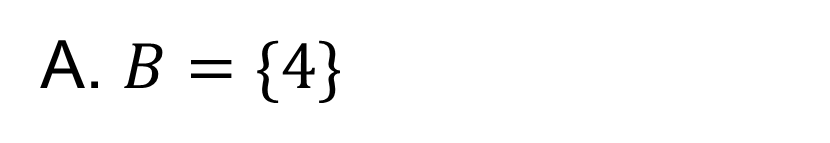 A. B = {4}